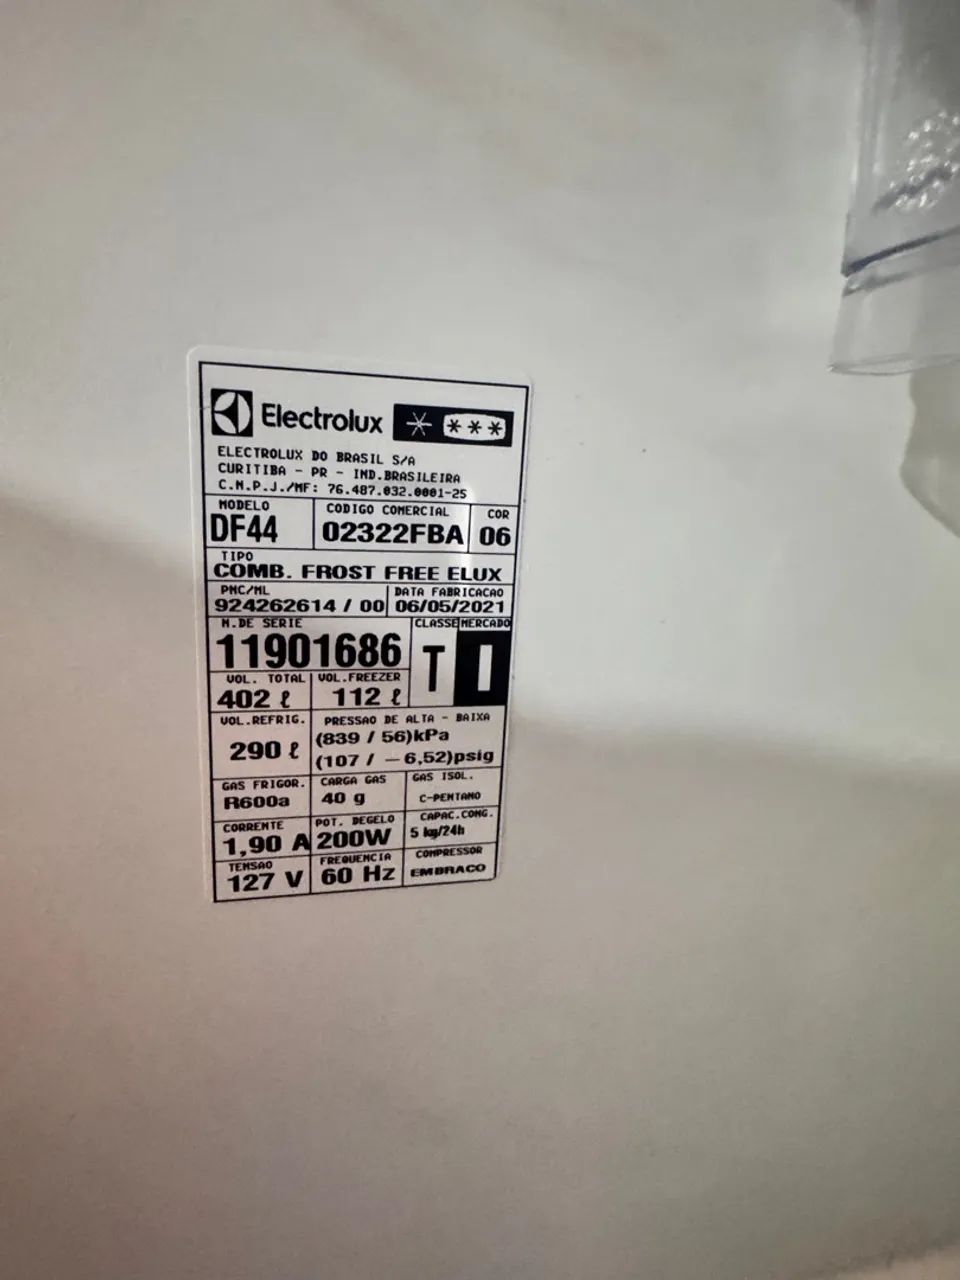 Electrolux
ELECTROLUX DO BRASIL S/A
CURITIBA - PR - IND.BRASILEIRA
C.N.P.J./MF: 76.487.032.0001-25
MODELO CODIGO COMERCIAL COR
DF44 02322FBA 06
TIPO
COMB. FROST FREE ELUX
PNC/ML DATA FABRICACAO
924262614 / 00 06/05/2021
N.DE SERIE CLASSE MERCADO
11901686 T I
VOL. TOTAL VOL.FREEZER
402 ℓ 112 ℓ
VOL.REFRIG. PRESSAO DE ALTA - BAIXA
290 ℓ (839 / 56)kPa
(107 / - 6,52)psig
GAS FRIGOR. CARGA GAS GAS ISOL.
R600a 40 g C-PENTANO
CORRENTE POT. DEGELO CAPAC.CONG.
1,90 A 200W 5 kg/24h
TENSAO FREQUENCIA COMPRESSOR
127 V 60 Hz EMBRACO